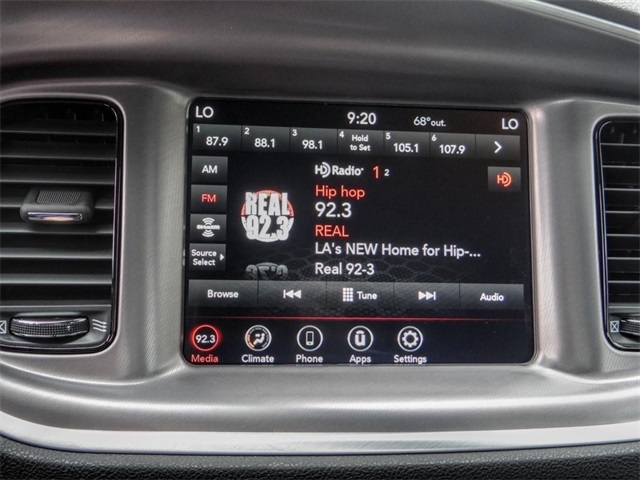 LO 9:20 68°out. LO
1 87.9 2 88.1 3 98.1 4 Hold to Set 5 105.1 6 107.9
AM
HD Radio 1 2
HD
FM
Hip hop
REAL 92.3
92.3
SiriusXM
REAL
Source Select
LA's NEW Home for Hip-...
Real 92-3
Browse Tune Audio
92.3
Media Climate Phone Apps Settings